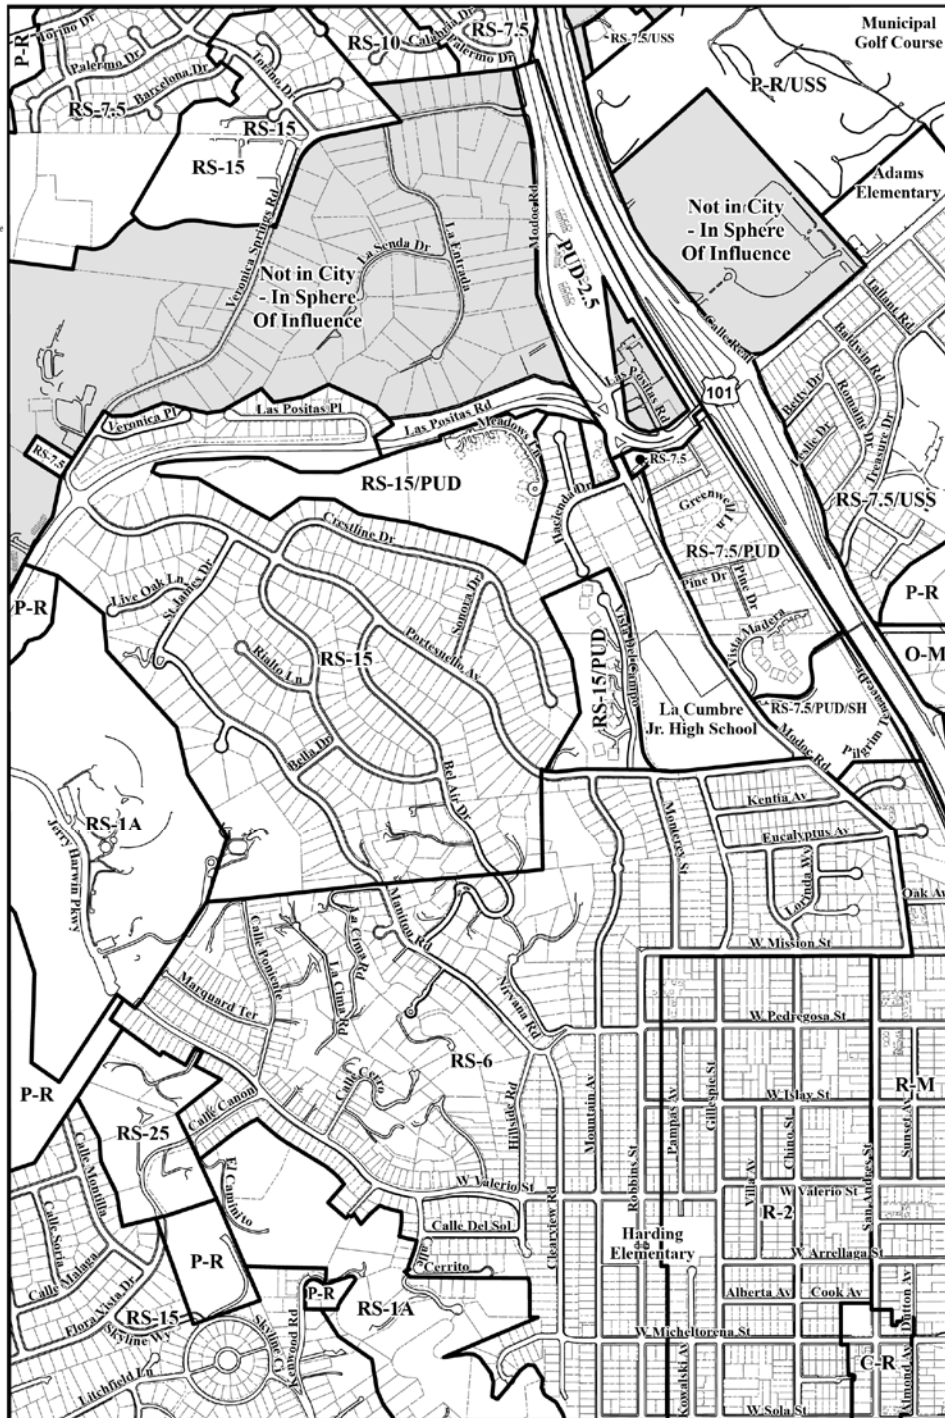 Torino Dr
P-R
Palermo Dr
Barcelona Dr
RS-7.5
Torino Dr
RS-15
RS-15
RS-10
Calabria Dr
RS-7.5
Palermo Dr
RS-7.5/USS
Municipal
Golf Course
P-R/USS
Adams
Elementary
Not in City
- In Sphere
Of Influence
Veronica Springs Rd
La Senda Dr
La Entrada
Not in City
- In Sphere
Of Influence
Modoc Rd
PUD-2.5
Calle Real
101
Tallant Rd
Baldwin Rd
Betty Dr
Romaine Dr
Leslie Dr
Treasure Dr
RS-7.5/USS
Las Positas Rd
Veronica Pl
Las Positas Pl
Las Positas Rd
Meadows Ln
RS-7.5
RS-7.5
RS-15/PUD
Hacienda Dr
Greenwell Ln
Crestline Dr
RS-7.5/PUD
Pine Dr
Pine Dr
P-R
P-R
Live Oak Ln
St James Dr
Sonora Dr
Vista Del Campo
Vista Madera
O-M
RS-15
Portesuello Av
Rialto Ln
RS-15/PUD
La Cumbre
Jr. High School
RS-7.5/PUD/SH
Pilgrim Terrace Dr
Modoc Rd
Bella Dr
Bel Air Dr
Kentia Av
Eucalyptus Av
Monterey St
RS-1A
Jerry Harwin Pkwy
Lorinda Wy
Oak Av
La Cima Rd
Manitou Rd
Calle Poniente
La Cima Rd
W Mission St
Marquard Ter
Nirvana Rd
W Pedregosa St
RS-6
P-R
Calle Cerro
Hillside Rd
Mountain Av
Pampas Av
Gillespie St
W Islay St
R-M
RS-25
Calle Canon
Robbins St
Chino St
Sunset Av
Calle Montilla
El Caminito
W Valerio St
Villa Av
W Valerio St
San Andres St
R-2
Calle Soria
Calle Del Sol
Clearview Rd
Harding
Elementary
W Arrellaga St
Calle Malaga
P-R
Calle
Cerrito
Flora Vista Dr
P-R
RS-1A
Alberta Av
Cook Av
Dutton Av
RS-15
Skyline Wy
Skyline Cr
Kenwood Rd
W Micheltorena St
Litchfield Ln
Kowalski Av
C-R
Almond Av
W Sola St